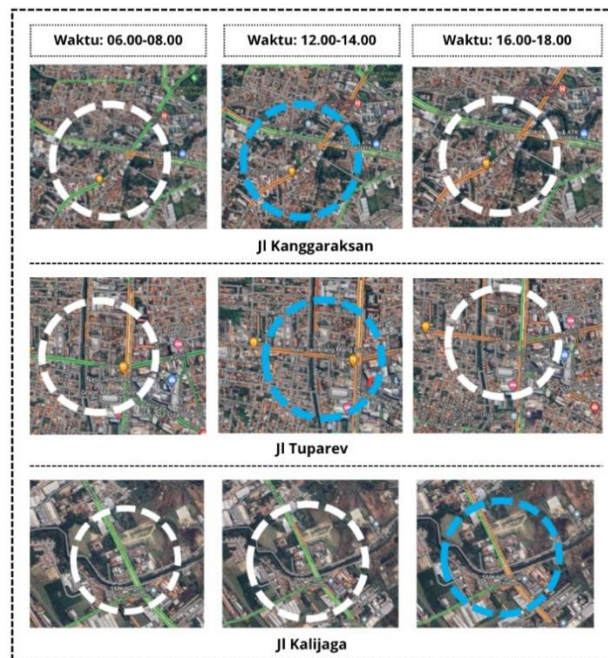 Waktu: 06.00-08.00
Waktu: 12.00-14.00
Waktu: 16.00-18.00
Jl Kanggaraksan
Jl Tuparev
Jl Kalijaga